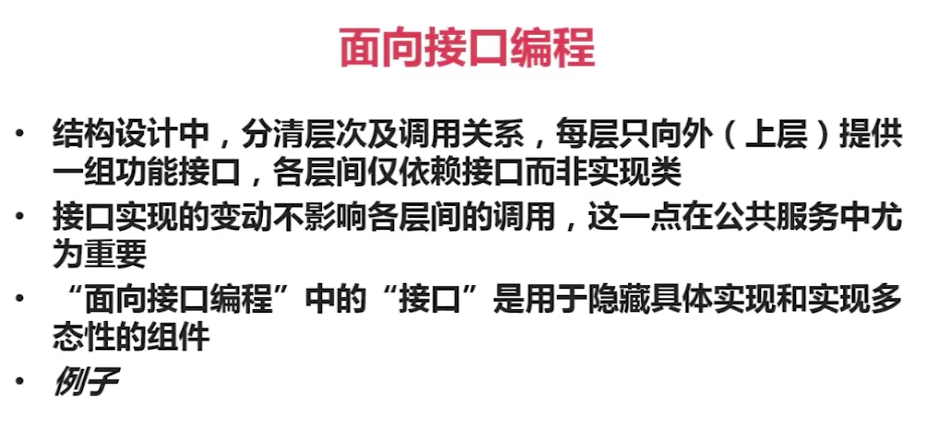 面向接口编程
• 结构设计中，分清层次及调用关系，每层只向外（上层）提供
一组功能接口，各层间仅依赖接口而非实现类
• 接口实现的变动不影响各层间的调用，这一点在公共服务中尤
为重要
• “面向接口编程”中的“接口”是用于隐藏具体实现和实现多
态性的组件
• 例子